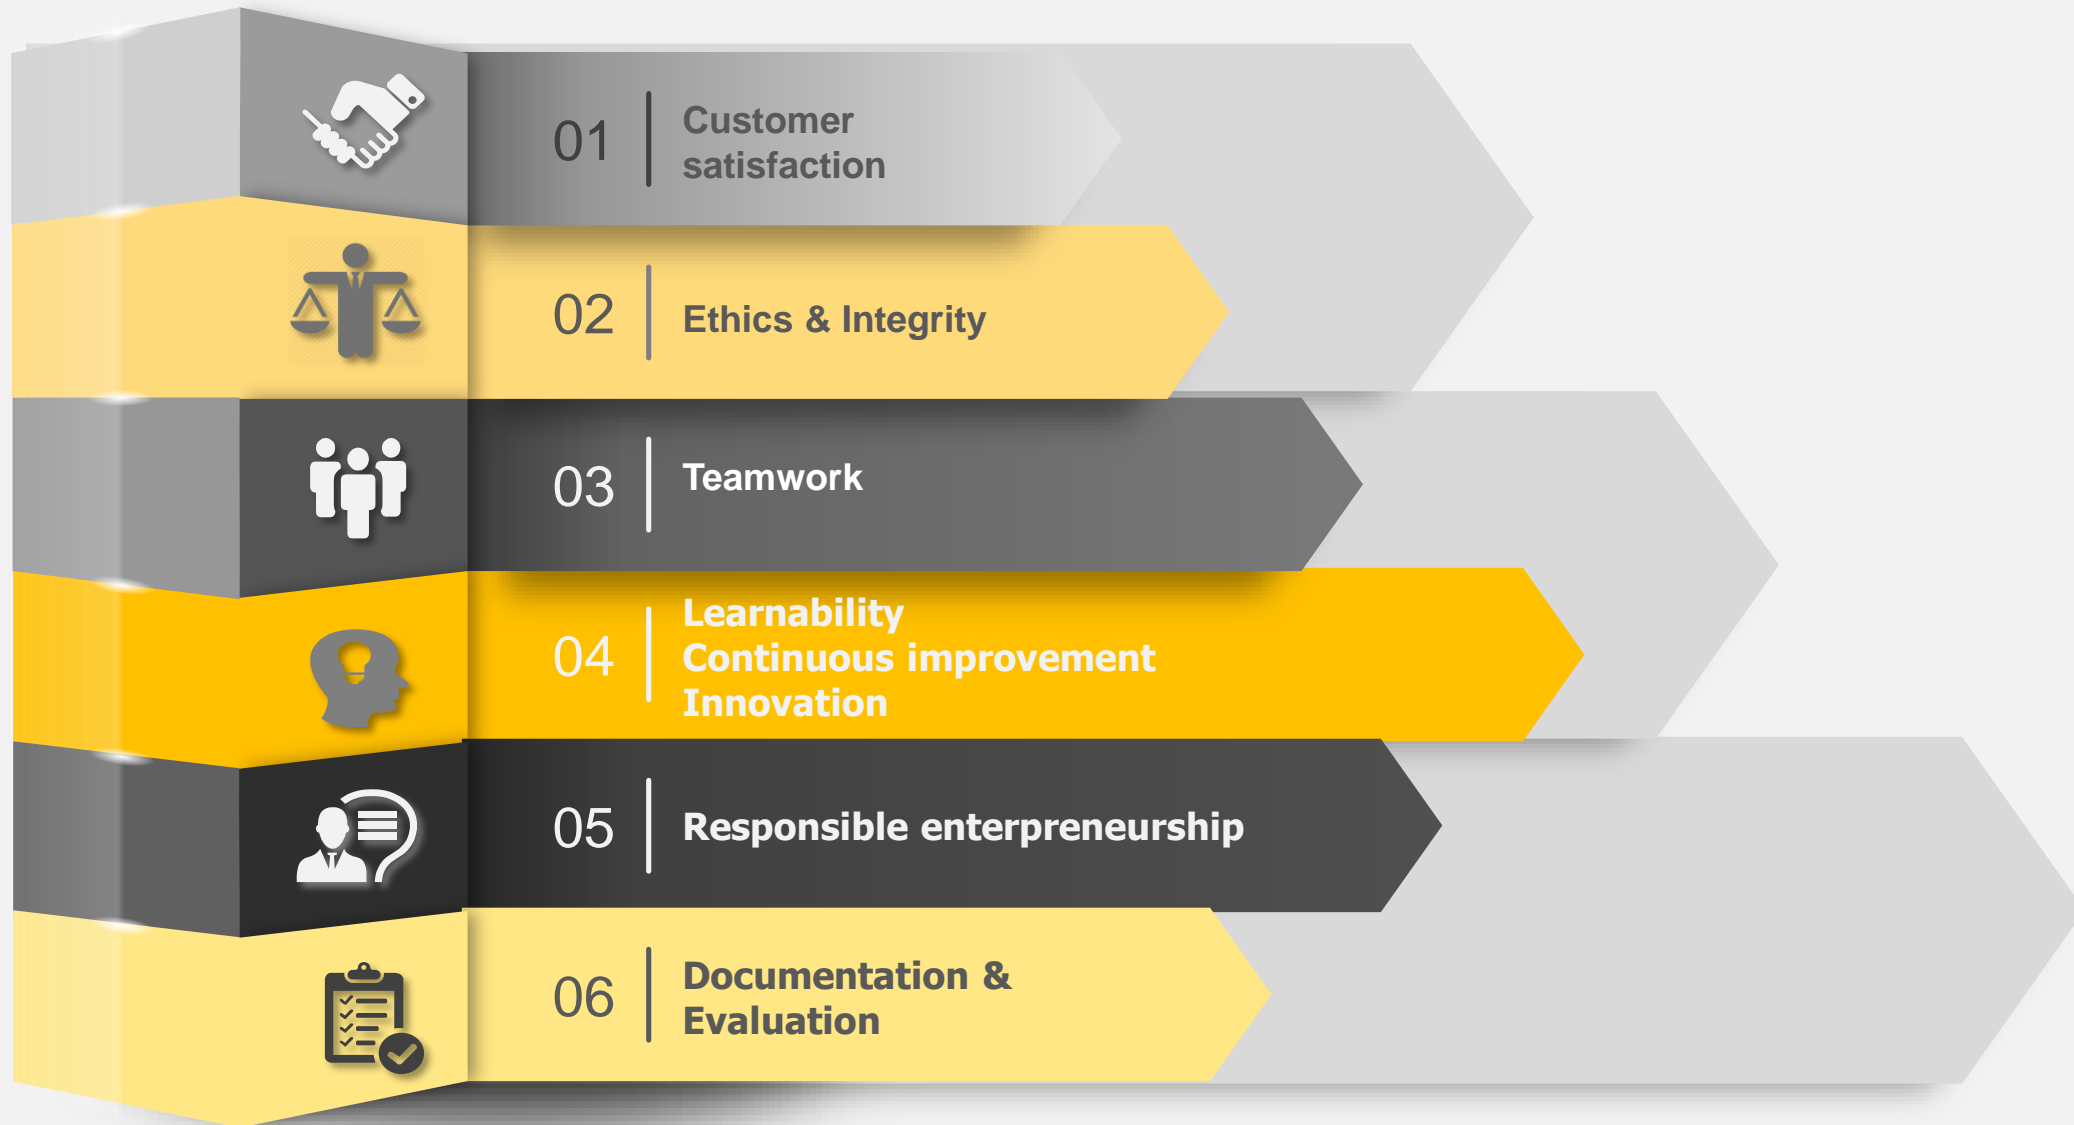 01
Customer
satisfaction
02
Ethics & Integrity
03
Teamwork
04
Learnability
Continuous improvement
Innovation
05
Responsible enterpreneurship
06
Documentation &
Evaluation